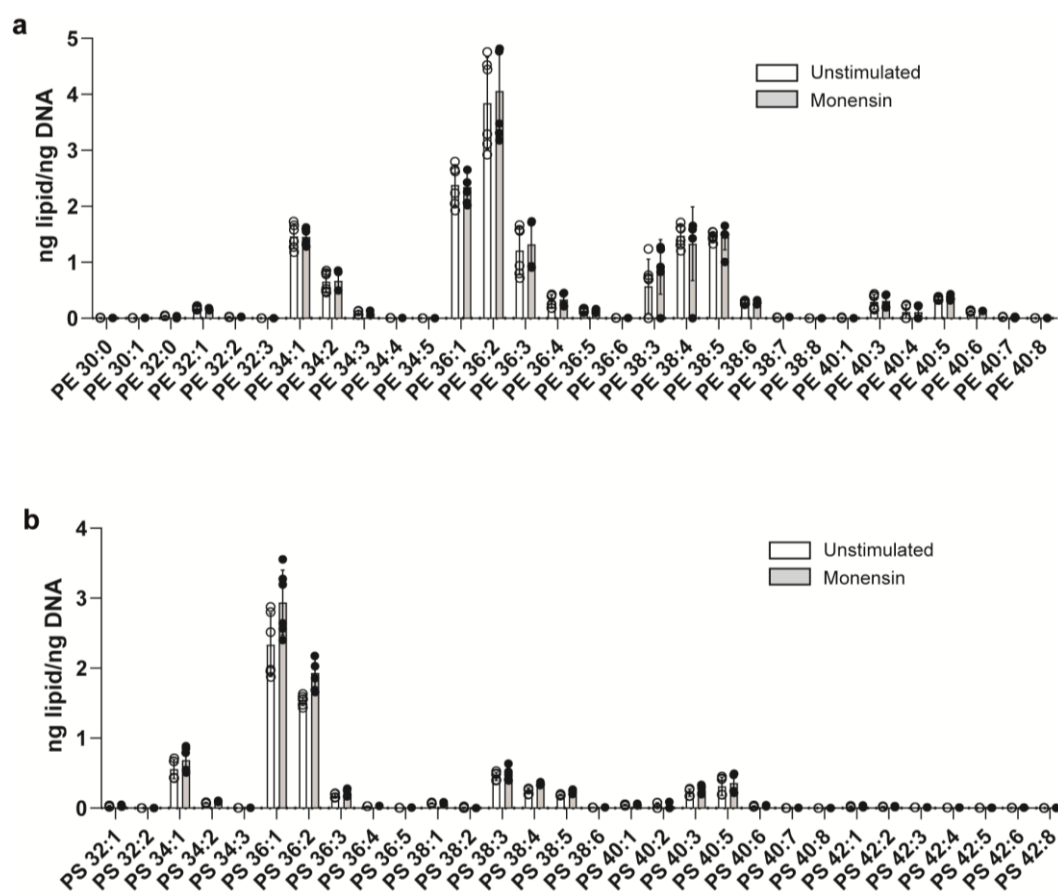 a
5
4
3
2
1
0
ng lipid/ng DNA
Unstimulated
Monensin
PE 30:0
PE 30:1
PE 32:0
PE 32:1
PE 32:2
PE 32:3
PE 34:1
PE 34:2
PE 34:3
PE 34:4
PE 34:5
PE 36:1
PE 36:2
PE 36:3
PE 36:4
PE 36:5
PE 36:6
PE 38:3
PE 38:4
PE 38:5
PE 38:6
PE 38:7
PE 38:8
PE 40:1
PE 40:3
PE 40:4
PE 40:5
PE 40:6
PE 40:7
PE 40:8
b
4
3
2
1
0
ng lipid/ng DNA
Unstimulated
Monensin
PS 32:1
PS 32:2
PS 34:1
PS 34:2
PS 34:3
PS 36:1
PS 36:2
PS 36:3
PS 36:4
PS 36:5
PS 38:1
PS 38:2
PS 38:3
PS 38:4
PS 38:5
PS 38:6
PS 40:1
PS 40:2
PS 40:3
PS 40:5
PS 40:6
PS 40:7
PS 40:8
PS 42:1
PS 42:2
PS 42:3
PS 42:4
PS 42:5
PS 42:6
PS 42:8